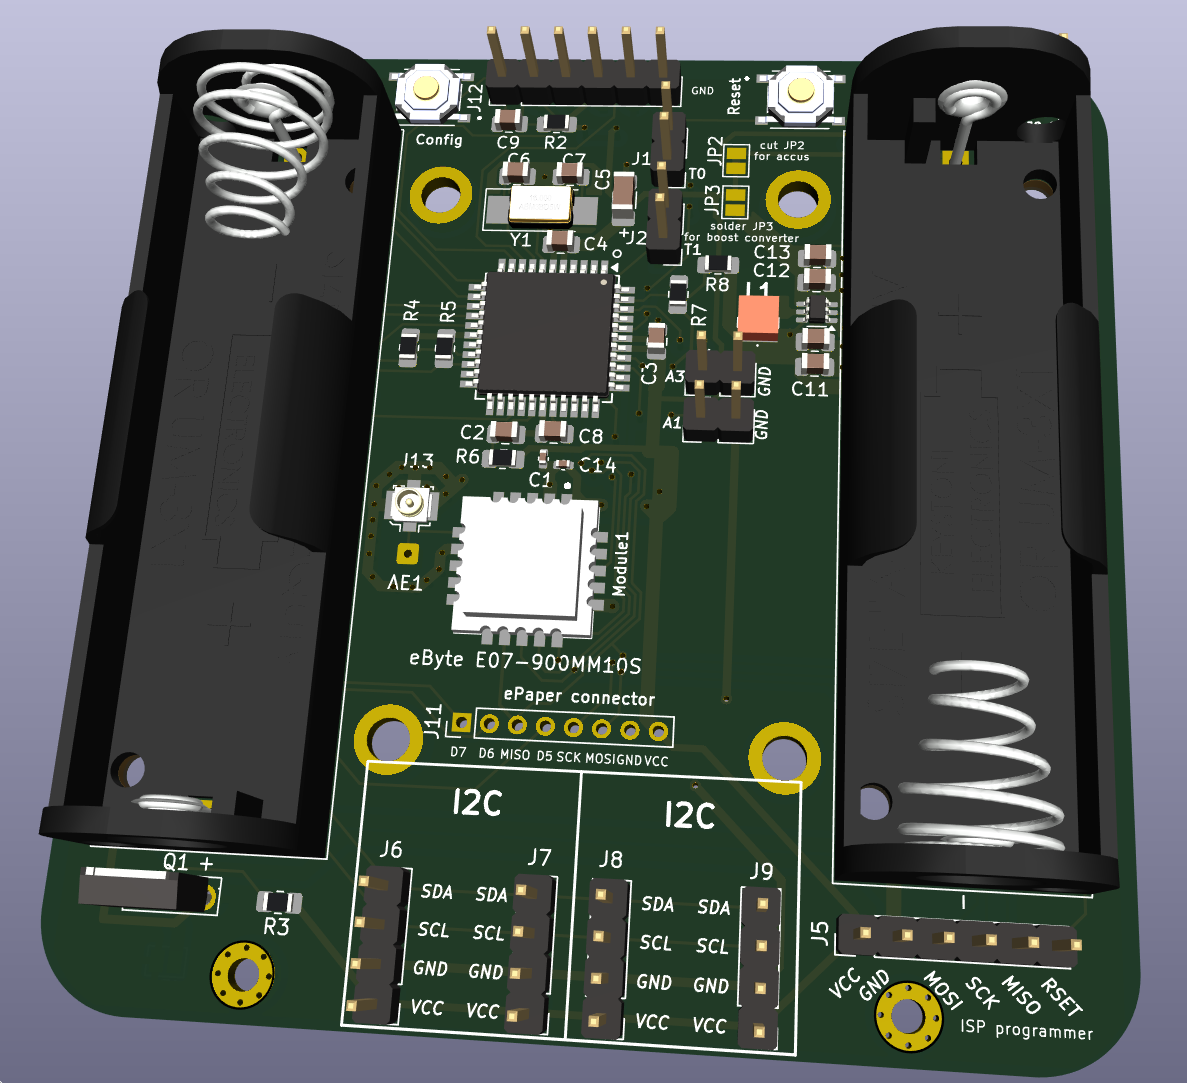 J12
GND
Reset
Config
C9
R2
JP2
cut JP2
for accus
C6
C7
C5
J1
T0
JP3
Y1
C4
+
J2
T1
solder JP3
for boost converter
C13
C12
R8
L1
R4
R5
R7
C3
A3
GND
C11
A1
GND
C2
C8
R6
C1
C14
J13
AE1
Module1
eByte E07-900MM10S
ePaper connector
J11
D7 D6 MISO D5 SCK MOSI GND VCC
I2C
I2C
Q1 +
R3
J6
J7
J8
J9
SDA SDA SDA SDA
SCL SCL SCL SCL
GND GND GND GND
VCC VCC VCC VCC
J5
VCC GND MOSI SCK MISO RSET
ISP programmer